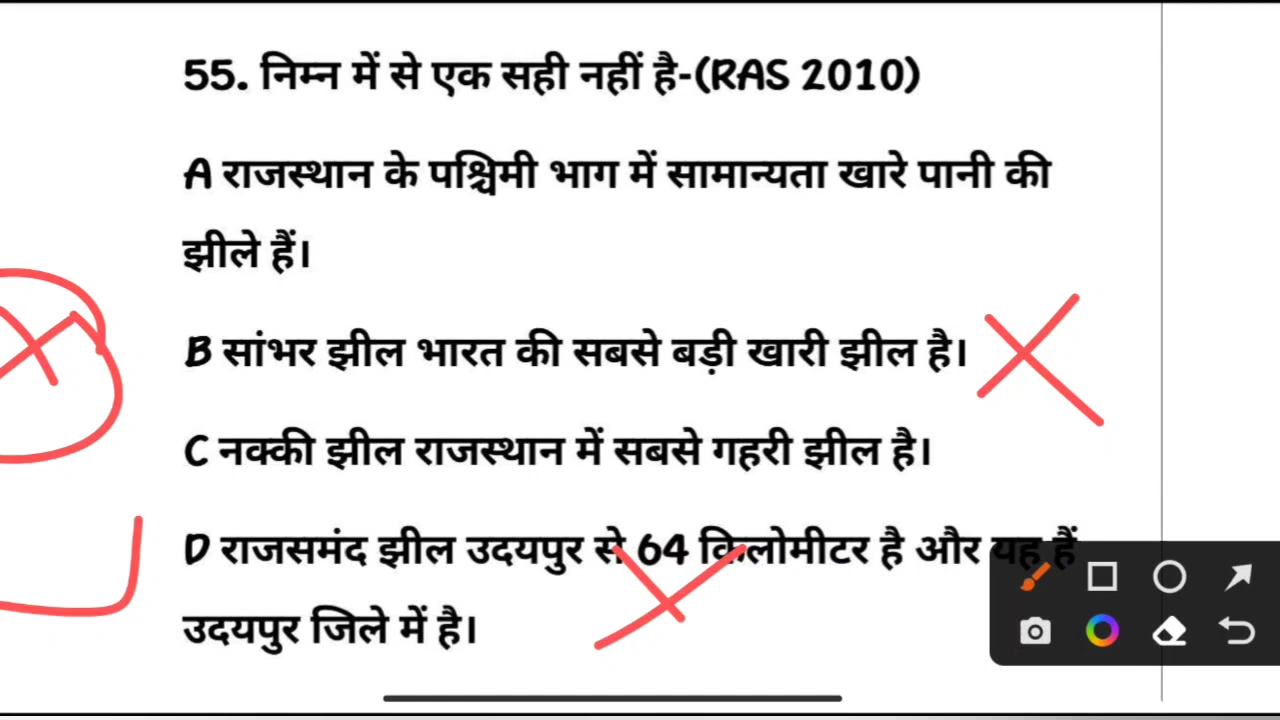 55. निम्न में से एक सही नहीं है-(RAS 2010)
A राजस्थान के पश्चिमी भाग में सामान्यता खारे पानी की
झीले हैं।
B सांभर झील भारत की सबसे बड़ी खारी झील है।
C नक्की झील राजस्थान में सबसे गहरी झील है।
D राजसमंद झील उदयपुर से 64 किलोमीटर है और यह हैं
उदयपुर जिले में है।